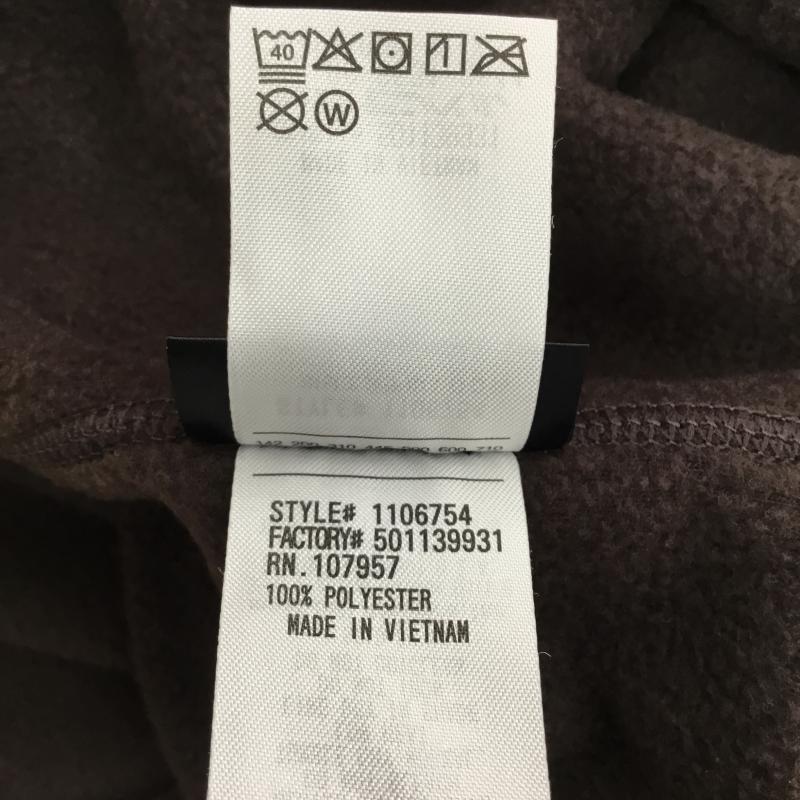 40
W
STYLE# 1106754
FACTORY# 501139931
RN.107957
100% POLYESTER
MADE IN VIETNAM